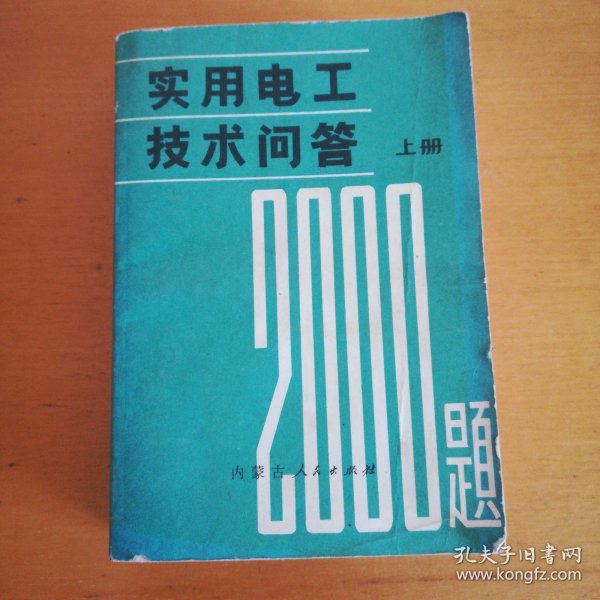 实用电工
技术问答 上册
2000题
内蒙古人民出版社
孔夫子旧书网
www.kongfz.com